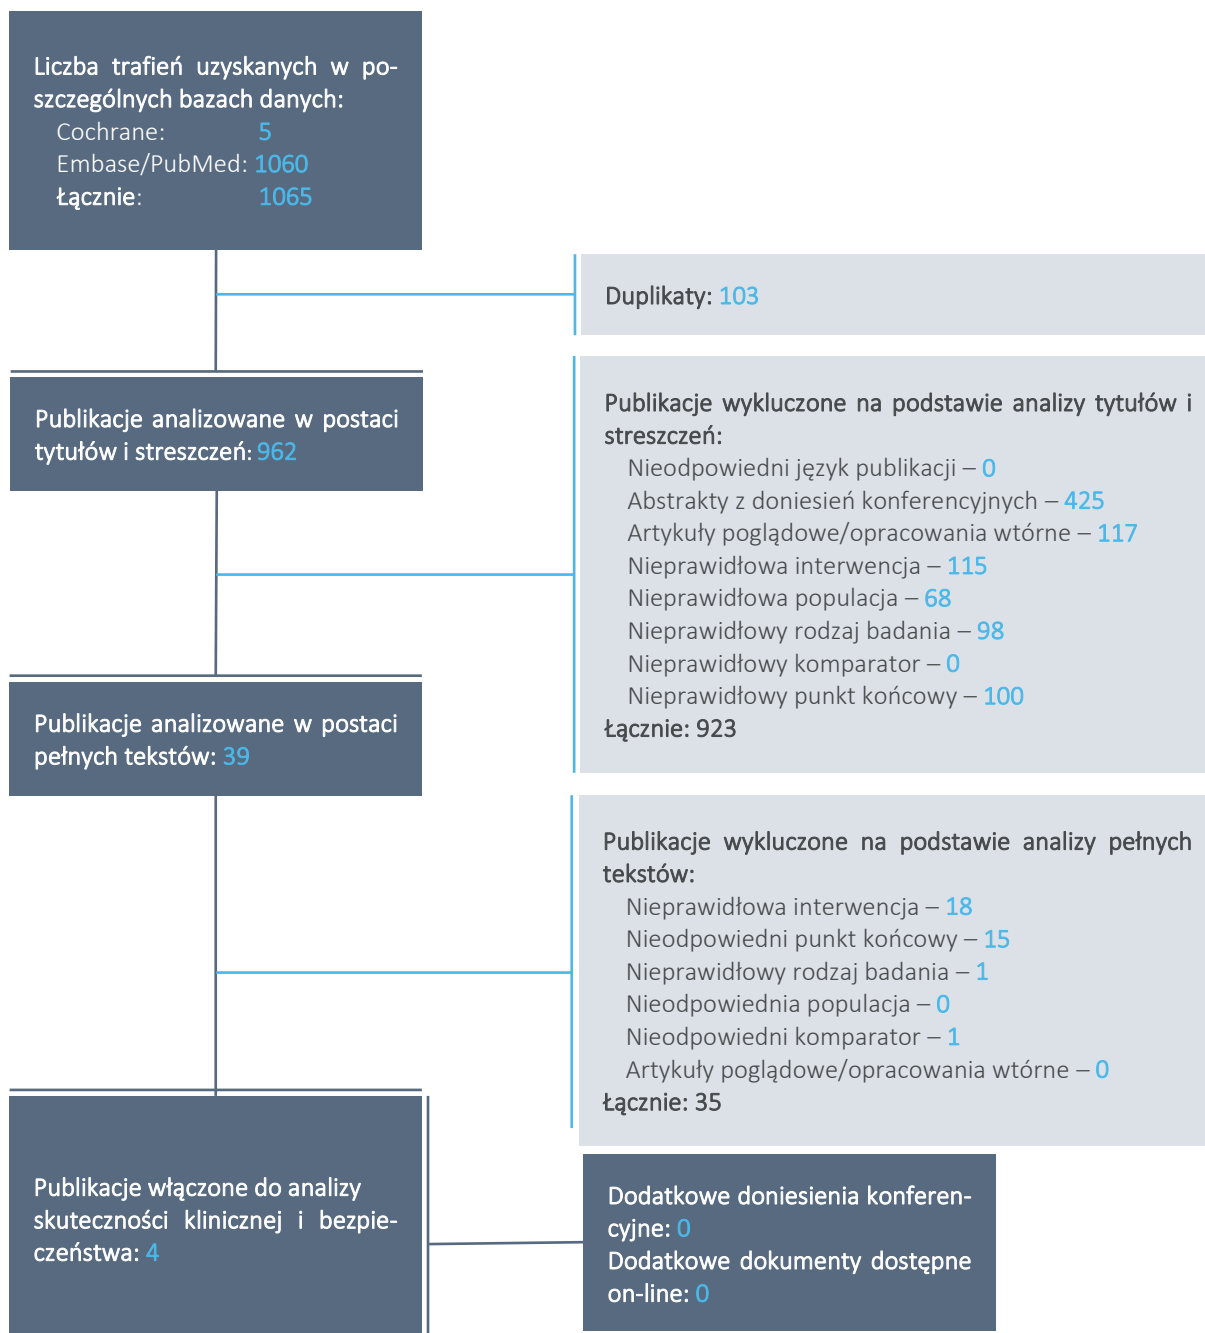 Liczba trafień uzyskanych w po-
szczególnych bazach danych:
Cochrane: 5
Embase/PubMed: 1060
Łącznie: 1065
Duplikaty: 103
Publikacje analizowane w postaci
tytułów i streszczeń: 962
Publikacje wykluczone na podstawie analizy tytułów i
streszczeń:
Nieodpowiedni język publikacji – 0
Abstrakty z doniesień konferencyjnych – 425
Artykuły poglądowe/opracowania wtórne – 117
Nieprawidłowa interwencja – 115
Nieprawidłowa populacja – 68
Nieprawidłowy rodzaj badania – 98
Nieprawidłowy komparator – 0
Nieprawidłowy punkt końcowy – 100
Łącznie: 923
Publikacje analizowane w postaci
pełnych tekstów: 39
Publikacje wykluczone na podstawie analizy pełnych
tekstów:
Nieprawidłowa interwencja – 18
Nieodpowiedni punkt końcowy – 15
Nieprawidłowy rodzaj badania – 1
Nieodpowiednia populacja – 0
Nieodpowiedni komparator – 1
Artykuły poglądowe/opracowania wtórne – 0
Łącznie: 35
Publikacje włączone do analizy
skuteczności klinicznej i bezpie-
czeństwa: 4
Dodatkowe doniesienia konferen-
cyjne: 0
Dodatkowe dokumenty dostępne
on-line: 0